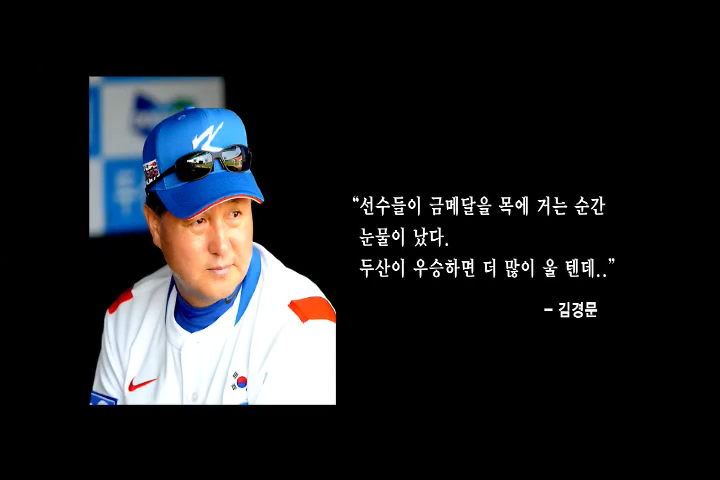 “선수들이 금메달을 목에 거는 순간
눈물이 났다.
두산이 우승하면 더 많이 울 텐데..”
- 김경문